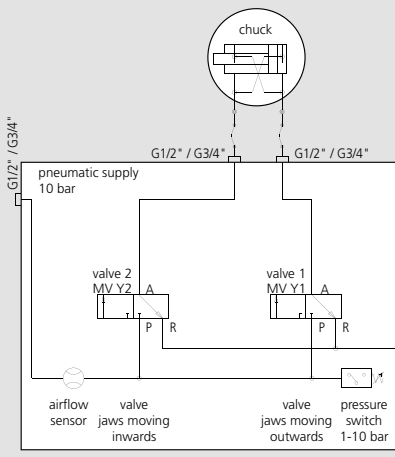 chuck
G1/2" / G3/4"
G1/2" / G3/4"
G1/2" / G3/4"
pneumatic supply
10 bar
valve 2
MV Y2
A
P
R
valve 1
MV Y1
A
P
R
airflow
sensor
valve
jaws moving
inwards
valve
jaws moving
outwards
pressure
switch
1-10 bar